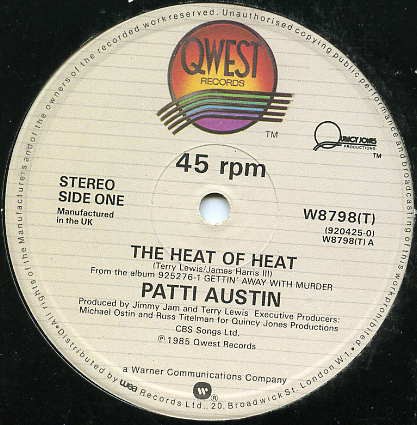 All rights of the Manufacturers and of the owners of the recorded work reserved. Unauthorised copying public performance and broadcasting of this work prohibited.
QWEST
RECORDS
TM
QUINCY JONES
PRODUCTIONS
TM
45 rpm
STEREO
SIDE ONE
Manufactured
in the UK
W8798(T)
(920425-0)
W8798(T) A
THE HEAT OF HEAT
(Terry Lewis/James Harris III)
From the album 925276-1 GETTIN' AWAY WITH MURDER
PATTI AUSTIN
Produced by Jimmy Jam and Terry Lewis Executive Producers:
Michael Ostin and Russ Titelman for Quincy Jones Productions
CBS Songs Ltd.
℗ 1985 Qwest Records
a Warner Communications Company
W ®
Distributed by wea Records Ltd., 20, Broadwick St. London W1